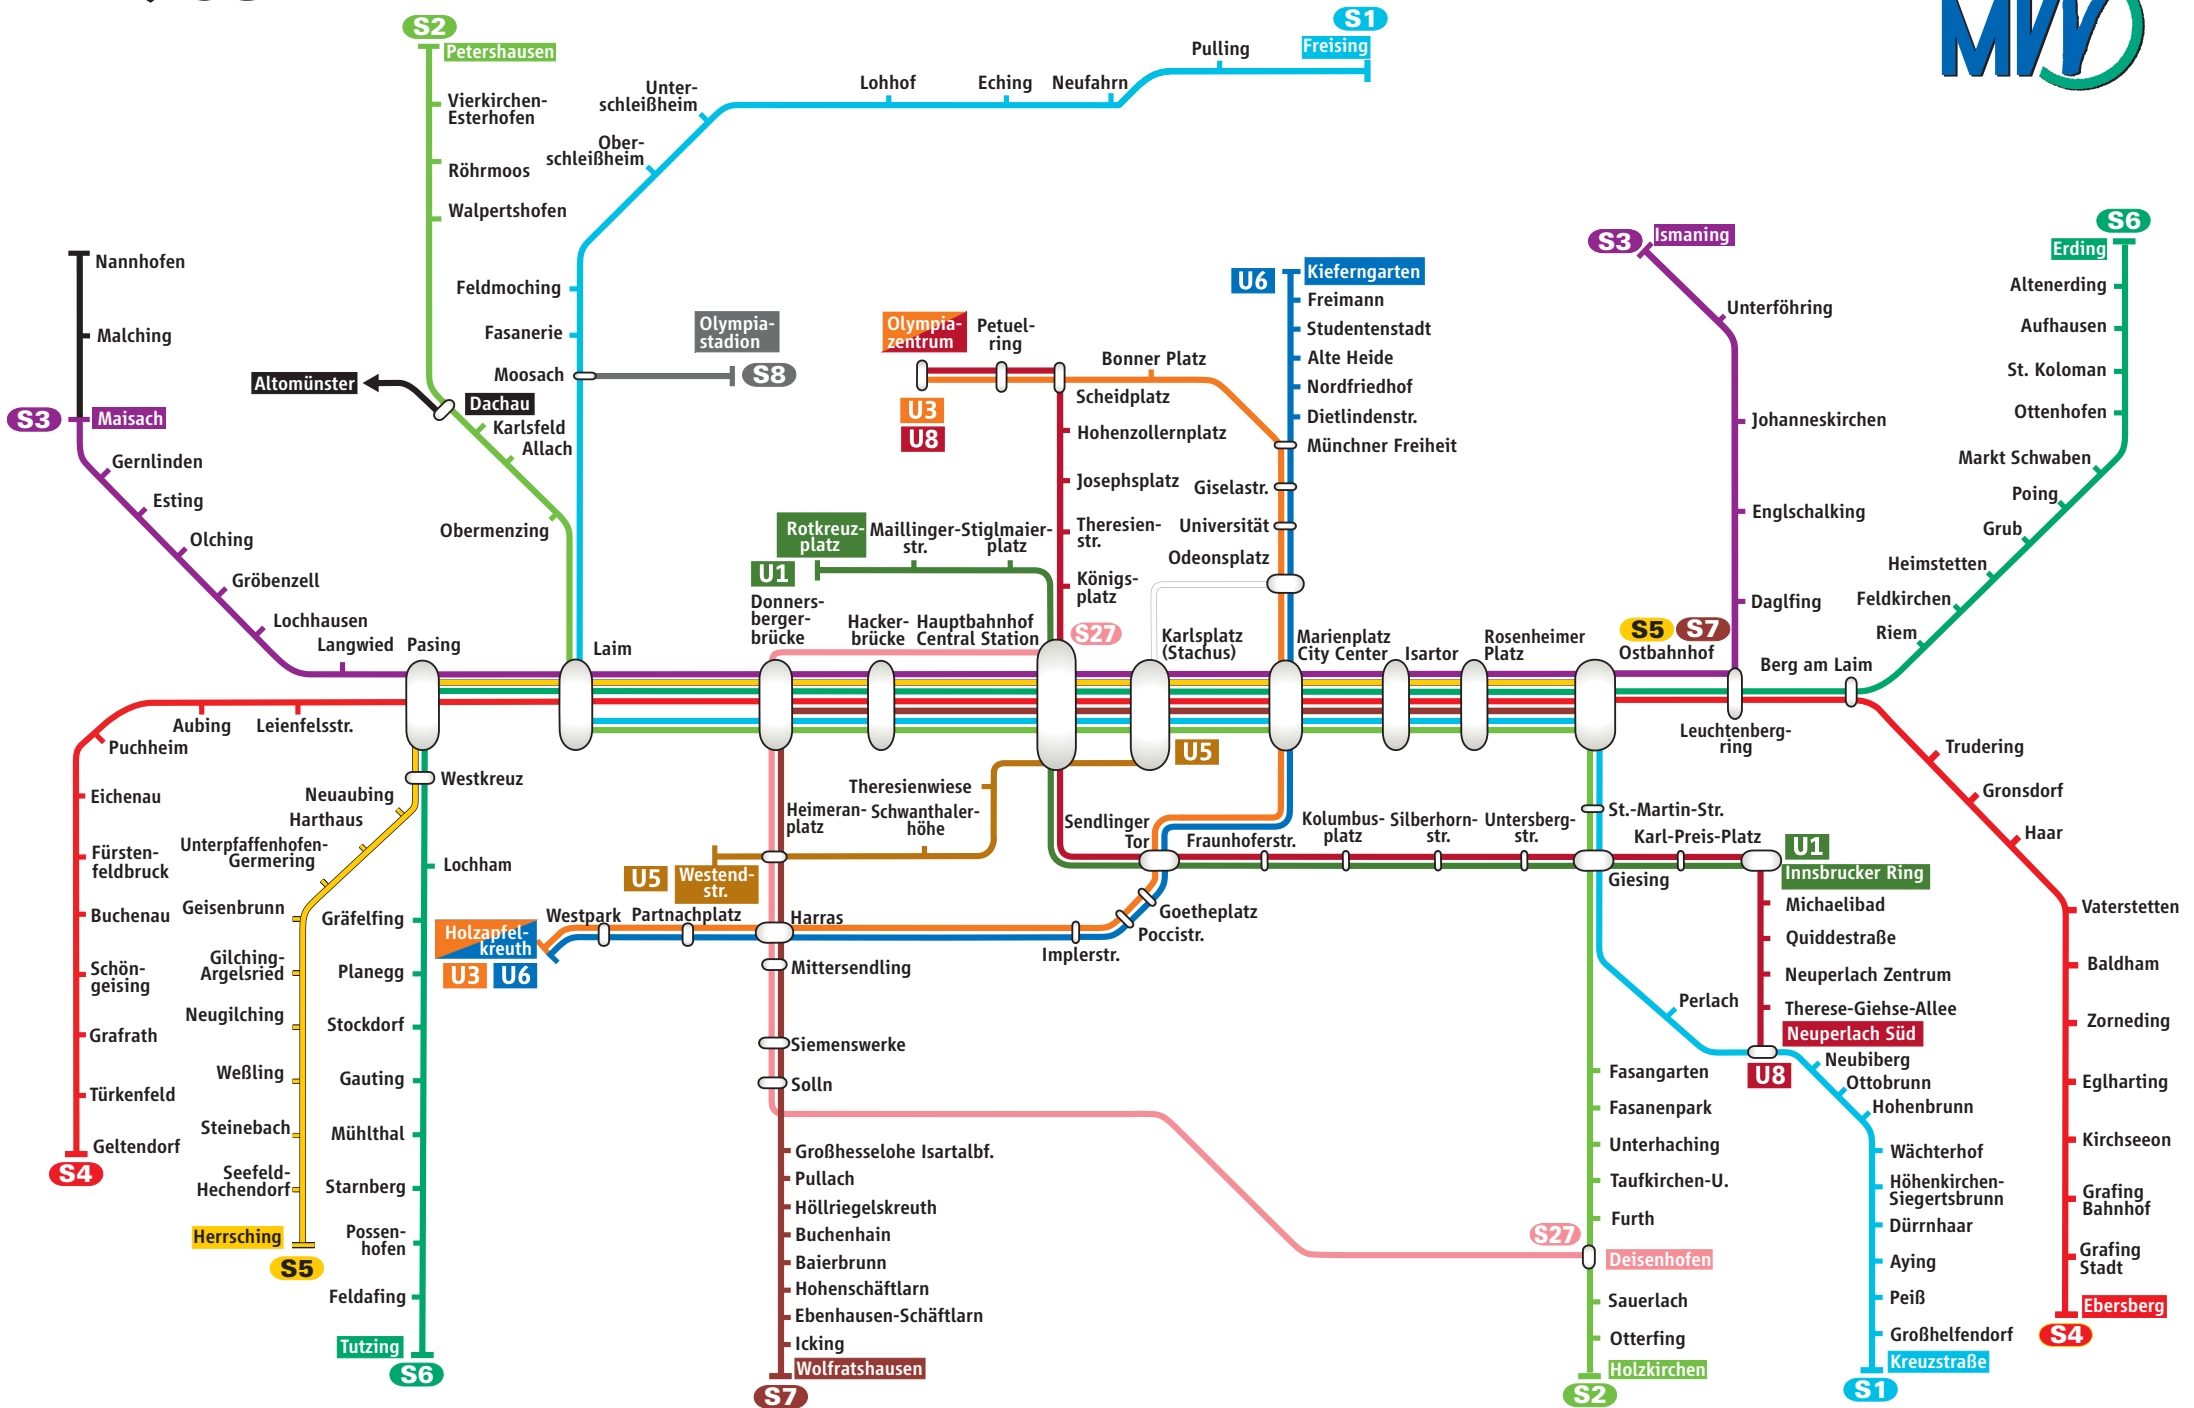 S2
Petershausen
Vierkirchen-
Esterhofen
Röhrmoos
Walpertshofen
S1
Freising
Pulling
Neufahrn
Eching
Lohhof
Unter-
schleißheim
Ober-
schleißheim
Feldmoching
Fasanerie
Moosach
MVV
Nannhofen
Malching
S3
Maisach
Gernlinden
Esting
Olching
Gröbenzell
Lochhausen
Langwied
Pasing
Altomünster
Dachau
Karlsfeld
Allach
Obermenzing
Laim
Olympia-
stadion
S8
Olympia-
zentrum
Petuel-
ring
U3
U8
Scheidplatz
Bonner Platz
Hohenzollernplatz
Josephsplatz
Theresien-
str.
Königs-
platz
U6
Kieferngarten
Freimann
Studentenstadt
Alte Heide
Nordfriedhof
Dietlindenstr.
Münchner Freiheit
Giselastr.
Universität
Odeonsplatz
Rotkreuz-
platz
Maillinger-
str.
Stiglmaier-
platz
U1
Donners-
berger-
brücke
Hacker-
brücke
Hauptbahnhof
Central Station
S27
Karlsplatz
(Stachus)
Marienplatz
City Center
Isartor
Rosenheimer
Platz
S5
S7
Ostbahnhof
S3
Ismaning
Unterföhring
Johanneskirchen
Englschalking
Daglfing
Leuchtenberg-
ring
Berg am Laim
S6
Erding
Altenerding
Aufhausen
St. Koloman
Ottenhofen
Markt Schwaben
Poing
Grub
Heimstetten
Feldkirchen
Riem
Aubing
Leienfelsstr.
Puchheim
Eichenau
Fürsten-
feldbruck
Buchenau
Schön-
geising
Grafrath
Türkenfeld
Geltendorf
S4
Westkreuz
Neuaubing
Harthaus
Unterpfaffenhofen-
Germering
Geisenbrunn
Gilching-
Argelsried
Neugilching
Weßling
Steinebach
Seefeld-
Hechendorf
Herrsching
S5
Lochham
Gräfelfing
Planegg
Stockdorf
Gauting
Mühlthal
Starnberg
Possen-
hofen
Feldafing
Tutzing
S6
U5
Theresienwiese
Schwanthaler-
höhe
Heimeran-
platz
U5
Westend-
str.
Holzapfel-
kreuth
U3
U6
Westpark
Partnachplatz
Harras
Mittersendling
Siemenswerke
Solln
Großhesselohe Isartalbf.
Pullach
Höllriegelskreuth
Buchenhain
Baierbrunn
Hohenschäftlarn
Ebenhausen-Schäftlarn
Icking
Wolfratshausen
S7
Sendlinger
Tor
Goetheplatz
Poccistr.
Implerstr.
Fraunhoferstr.
Kolumbus-
platz
Silberhorn-
str.
Untersberg-
str.
St.-Martin-Str.
Giesing
Karl-Preis-Platz
U1
Innsbrucker Ring
Michaelibad
Quiddestraße
Neuperlach Zentrum
Therese-Giehse-Allee
Neuperlach Süd
U8
Perlach
Neubiberg
Ottobrunn
Hohenbrunn
Wächterhof
Höhenkirchen-
Siegertsbrunn
Dürrnhaar
Aying
Peiß
Großhelfendorf
Kreuzstraße
S1
Fasangarten
Fasanenpark
Unterhaching
Taufkirchen-U.
Furth
S27
Deisenhofen
Sauerlach
Otterfing
Holzkirchen
S2
Trudering
Gronsdorf
Haar
Vaterstetten
Baldham
Zorneding
Eglharting
Kirchseeon
Grafing
Bahnhof
Grafing
Stadt
Ebersberg
S4